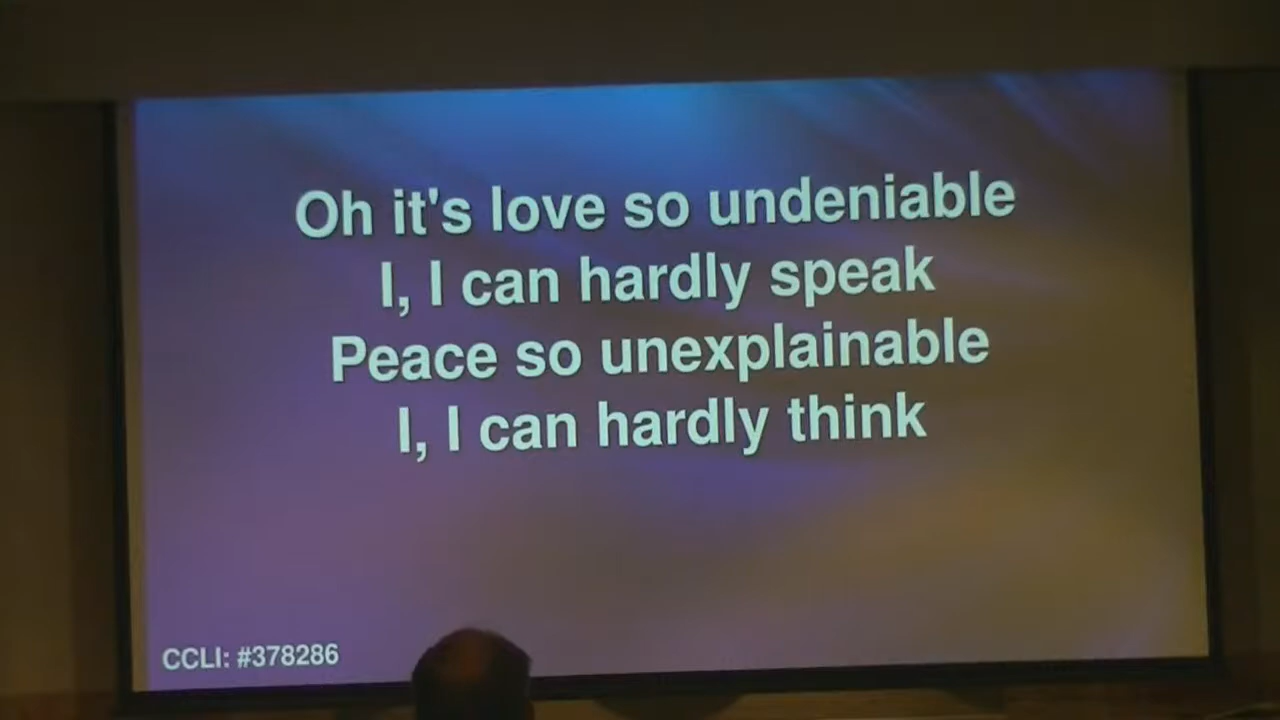 Oh it's love so undeniable
I, I can hardly speak
Peace so unexplainable
I, I can hardly think
CCLI: #378286